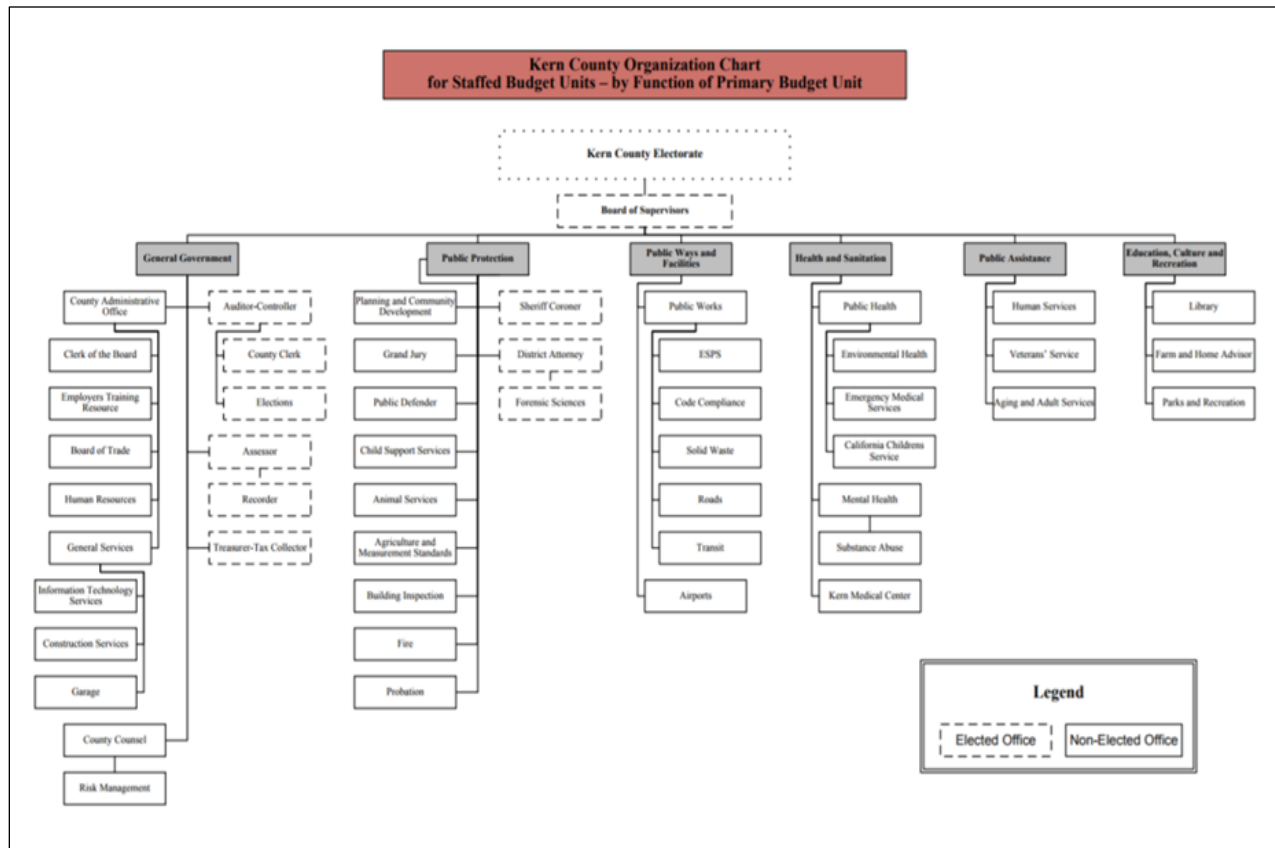 Kern County Organization Chart
for Staffed Budget Units – by Function of Primary Budget Unit
Kern County Electorate
Board of Supervisors
General Government
County Administrative
Office
Clerk of the Board
Employers Training
Resource
Board of Trade
Human Resources
General Services
Information Technology
Services
Construction Services
Garage
County Counsel
Risk Management
Auditor-Controller
County Clerk
Elections
Assessor
Recorder
Treasurer-Tax Collector
Public Protection
Planning and Community
Development
Grand Jury
Public Defender
Child Support Services
Animal Services
Agriculture and
Measurement Standards
Building Inspection
Fire
Probation
Sheriff Coroner
District Attorney
Forensic Sciences
Public Ways and
Facilities
Public Works
ESPS
Code Compliance
Solid Waste
Roads
Transit
Airports
Health and Sanitation
Public Health
Environmental Health
Emergency Medical
Services
California Childrens
Service
Mental Health
Substance Abuse
Kern Medical Center
Public Assistance
Human Services
Veterans’ Service
Aging and Adult Services
Education, Culture and
Recreation
Library
Farm and Home Advisor
Parks and Recreation
Legend
Elected Office
Non-Elected Office